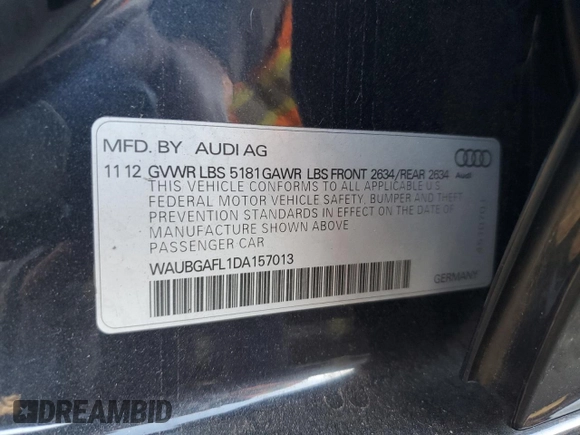 MFD. BY AUDI AG
11 12 GVWR LBS 5181 GAWR LBS FRONT 2634/REAR 2634
Audi
THIS VEHICLE CONFORMS TO ALL APPLICABLE U.S.
FEDERAL MOTOR VEHICLE SAFETY, BUMPER AND THEFT
PREVENTION STANDARDS IN EFFECT ON THE DATE OF
MANUFACTURE SHOWN ABOVE
PASSENGER CAR
WAUBGAFL1DA157013
GERMANY
DREAMBID